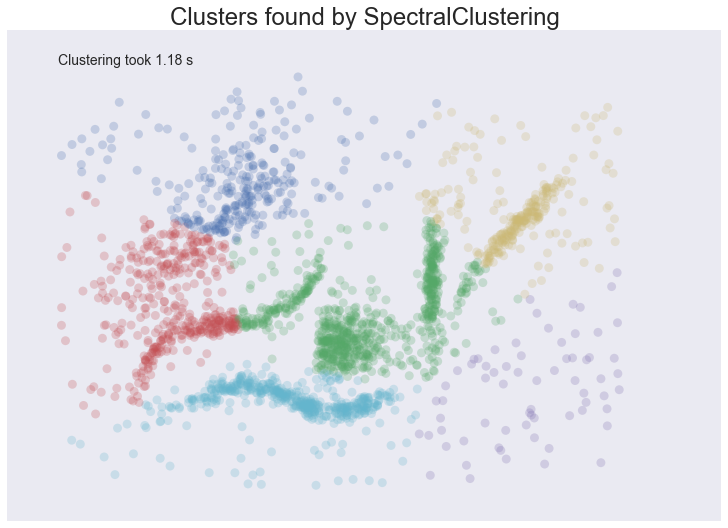 Clusters found by SpectralClustering
Clustering took 1.18 s